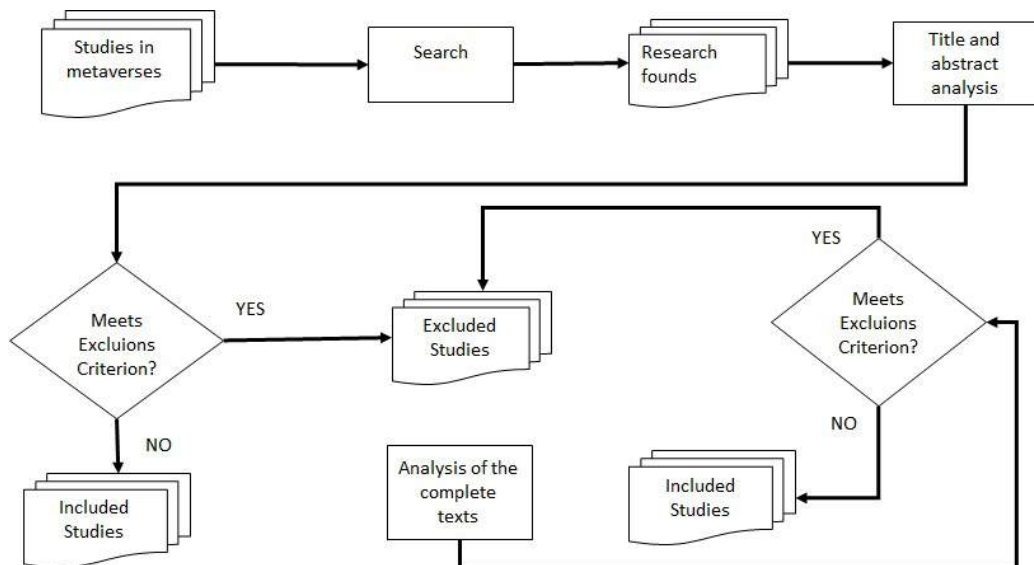 Studies in
metaverses
Search
Research
founds
Title and
abstract
analysis
Meets
Excluions
Criterion?
YES
NO
Excluded
Studies
YES
Meets
Excluions
Criterion?
NO
Included
Studies
Analysis of the
complete
texts
Included
Studies